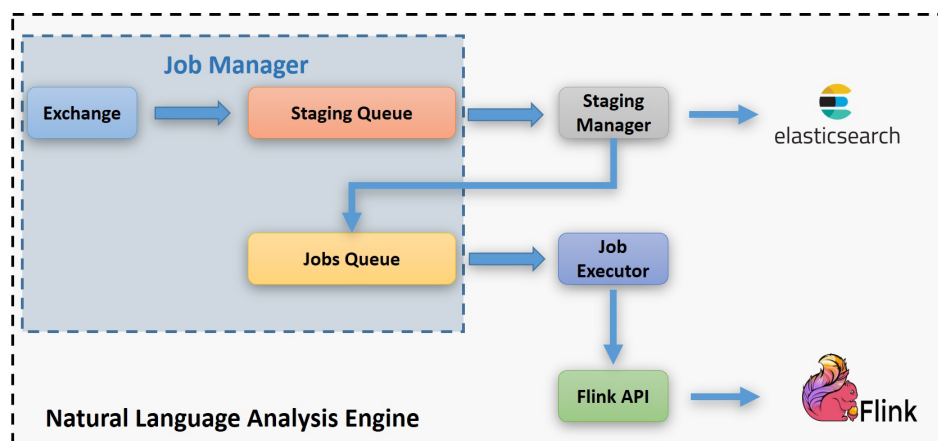 Job Manager
Exchange
Staging Queue
Staging
Manager
elasticsearch
Jobs Queue
Job
Executor
Flink API
Flink
Natural Language Analysis Engine